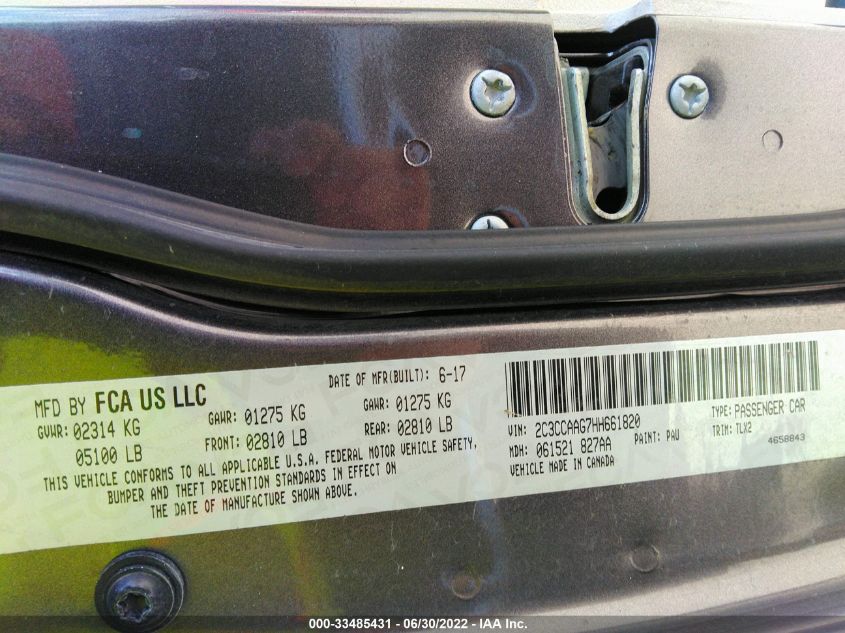 MFD BY FCA US LLC DATE OF MFR(BUILT): 6-17
GVWR: 02314 KG GAWR: 01275 KG GAWR: 01275 KG
05100 LB FRONT: 02810 LB REAR: 02810 LB
THIS VEHICLE CONFORMS TO ALL APPLICABLE U.S.A. FEDERAL MOTOR VEHICLE SAFETY,
BUMPER AND THEFT PREVENTION STANDARDS IN EFFECT ON
THE DATE OF MANUFACTURE SHOWN ABOVE.
VIN: 2C3CCAAG7HH661820 TYPE: PASSENGER CAR
MDH: 061521 827AA PAINT: PAU TRIM: TLX2
VEHICLE MADE IN CANADA 4658843
000-33485431 - 06/30/2022 - IAA Inc.